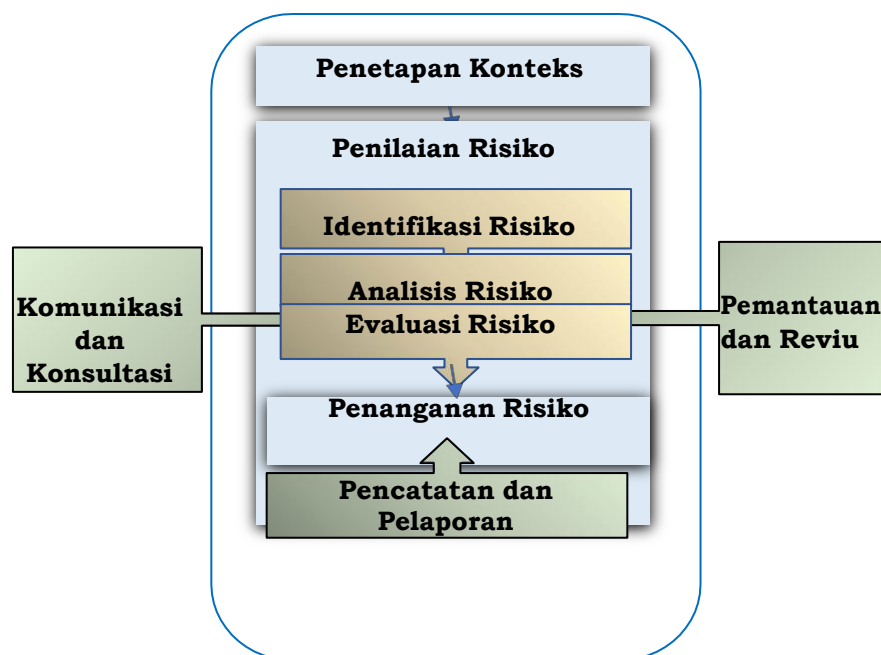 Penetapan Konteks
Penilaian Risiko
Identifikasi Risiko
Analisis Risiko
Evaluasi Risiko
Komunikasi
dan
Konsultasi
Pemantauan
dan Reviu
Penanganan Risiko
Pencatatan dan
Pelaporan